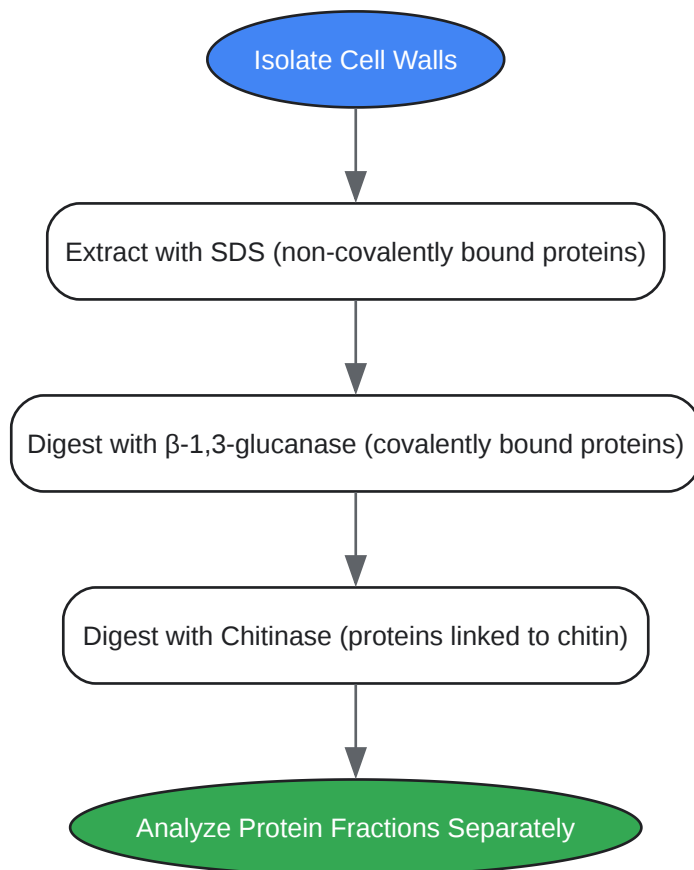 Isolate Cell Walls
Extract with SDS (non-covalently bound proteins)
Digest with β-1,3-glucanase (covalently bound proteins)
Digest with Chitinase (proteins linked to chitin)
Analyze Protein Fractions Separately